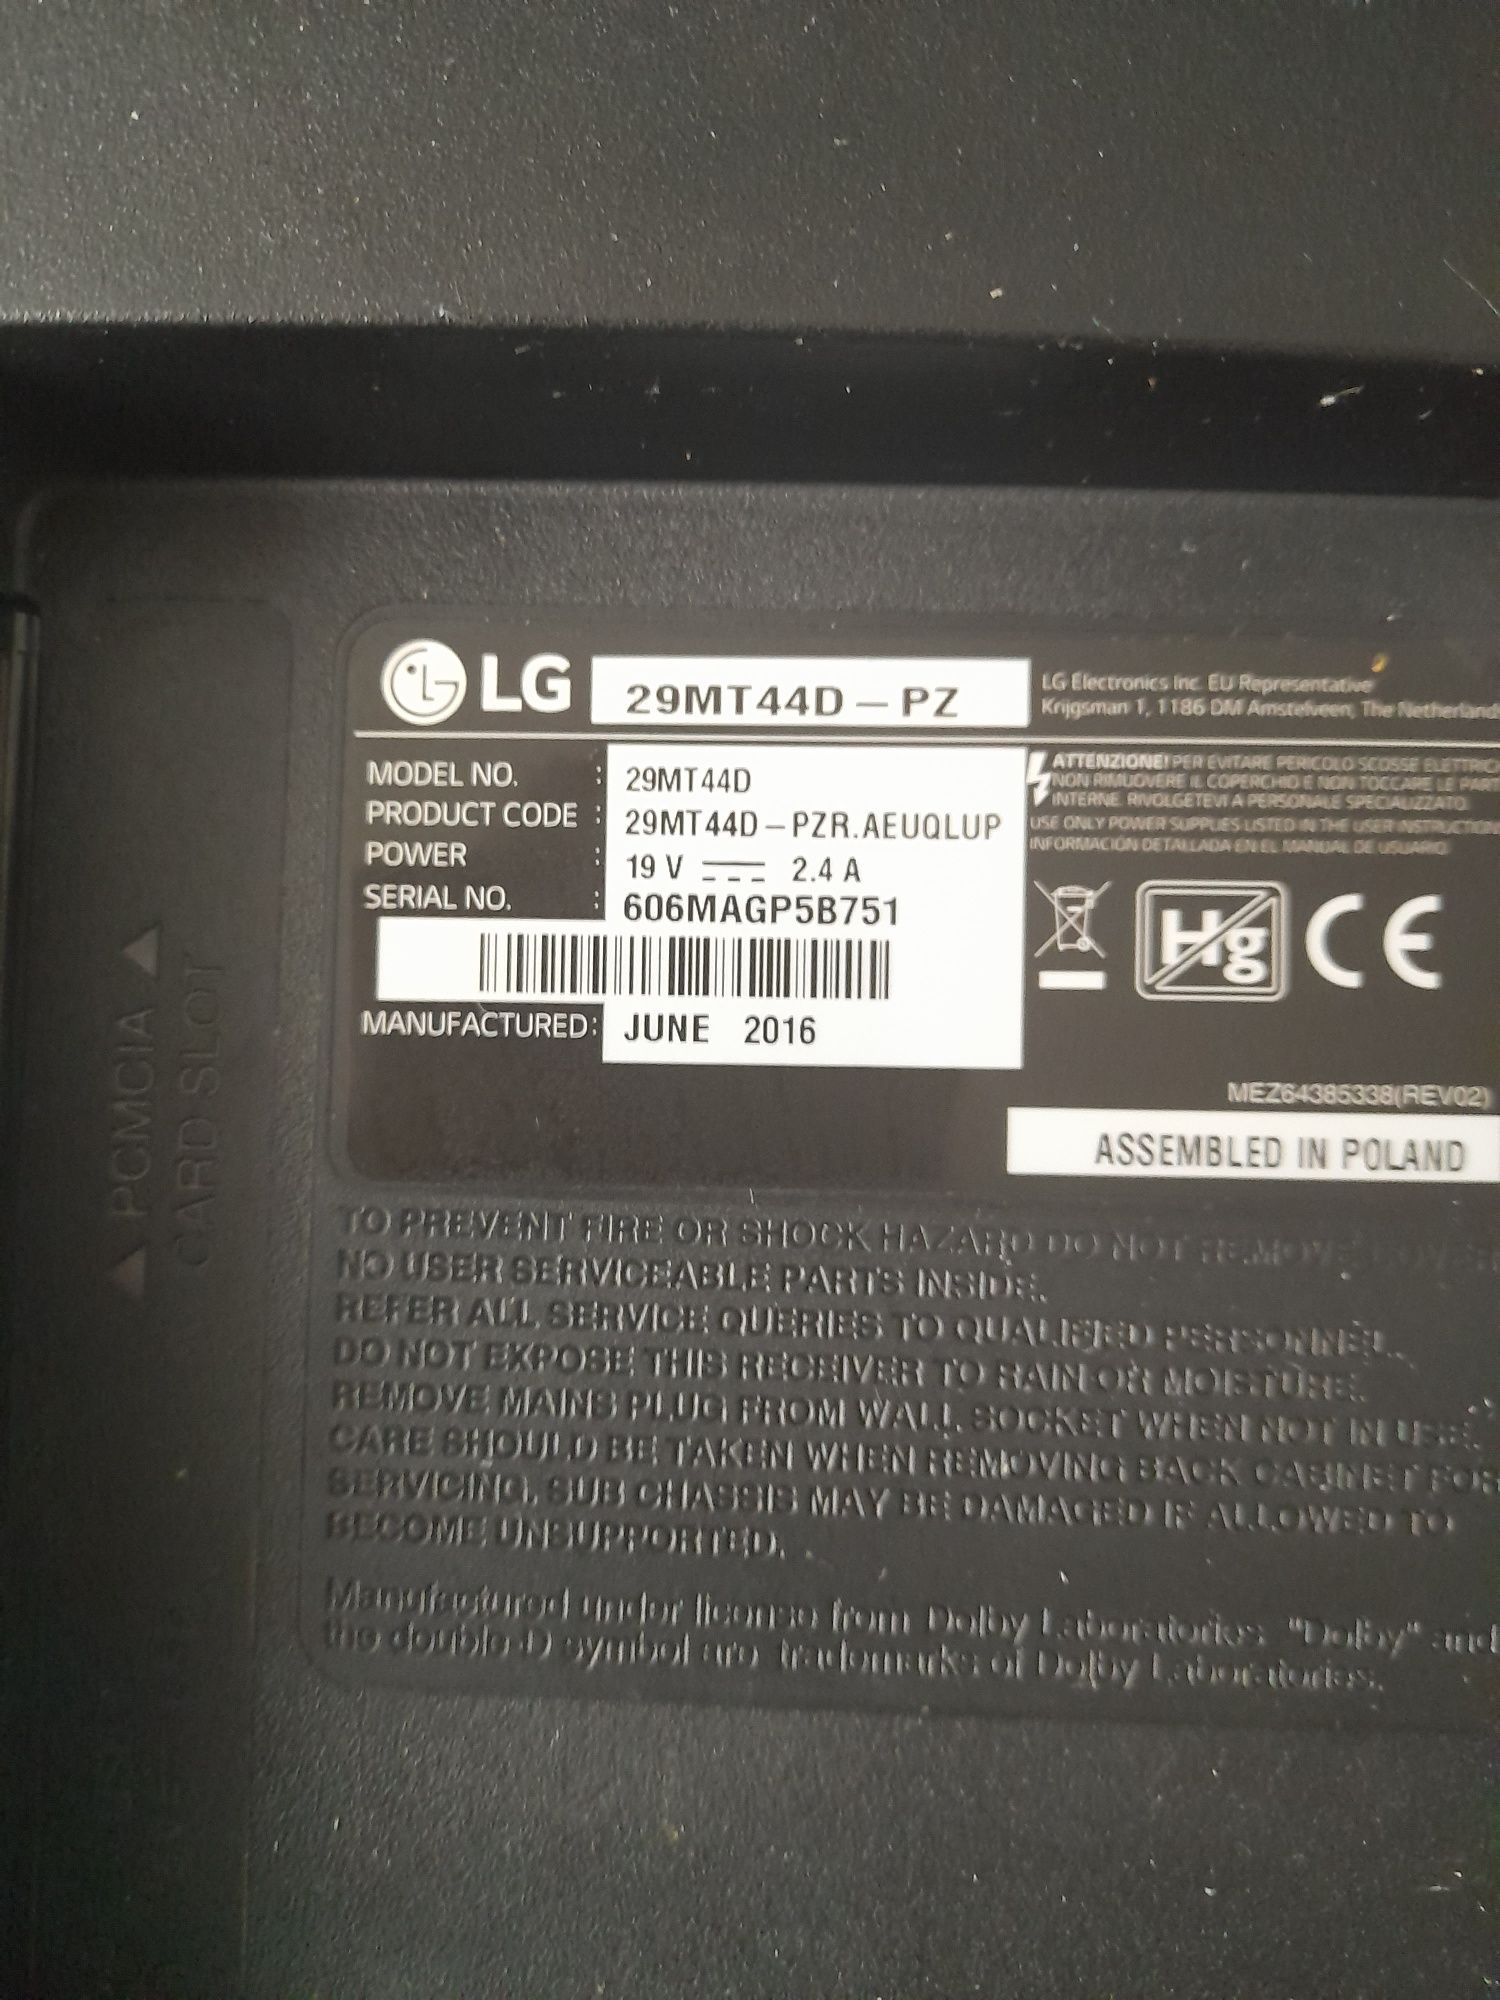 LG 29MT44D – PZ
LG Electronics Inc. EU Representative
Krijgsman 1, 1186 DM Amstelveen, The Netherland
MODEL NO. : 29MT44D
PRODUCT CODE : 29MT44D – PZR.AEUQLUP
POWER : 19 V 2.4 A
SERIAL NO. : 606MAGP5B751
MANUFACTURED: JUNE 2016
ATTENZIONE! PER EVITARE PERICOLO SCOSSE ELETTRIC
NON RIMUOVERE IL COPERCHIO E NON TOCCARE LE PART
INTERNE. RIVOLGETEVI A PERSONALE SPECIALIZZATO.
USE ONLY POWER SUPPLIES LISTED IN THE USER INSTRUCTION
INFORMACIÓN DETALLADA EN EL MANUAL DE USUARIO
Hg CE
MEZ64385338(REV02)
ASSEMBLED IN POLAND
PCMCIA
CARD SLOT
TO PREVENT FIRE OR SHOCK HAZARD DO NOT REMOVE COVER
NO USER SERVICEABLE PARTS INSIDE.
REFER ALL SERVICE QUERIES TO QUALIFIED PERSONNEL.
DO NOT EXPOSE THIS RECEIVER TO RAIN OR MOISTURE.
REMOVE MAINS PLUG FROM WALL SOCKET WHEN NOT IN USE.
CARE SHOULD BE TAKEN WHEN REMOVING BACK CABINET FOR
SERVICING, SUB CHASSIS MAY BE DAMAGED IF ALLOWED TO
BECOME UNSUPPORTED.
Manufactured under license from Dolby Laboratories. "Dolby" and
the double-D symbol are trademarks of Dolby Laboratories.